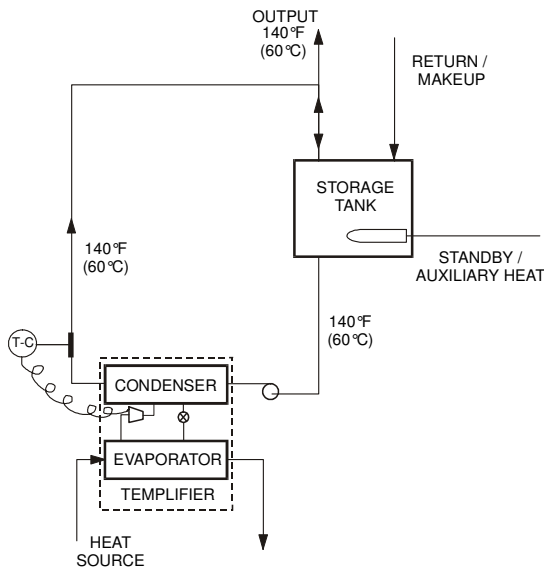 OUTPUT
140°F
(60°C)
RETURN /
MAKEUP
STORAGE
TANK
STANDBY /
AUXILIARY HEAT
140°F
(60°C)
140°F
(60°C)
T-C
CONDENSER
EVAPORATOR
TEMPLIFIER
HEAT
SOURCE